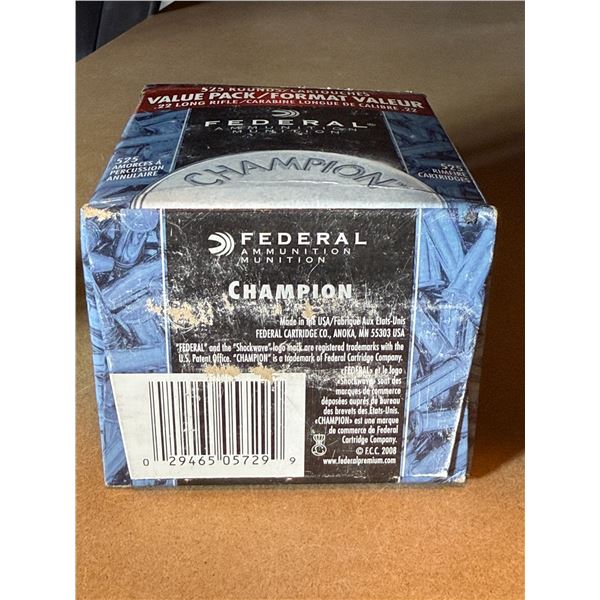 525 ROUNDS/CARTOUCHES
VALUE PACK/FORMAT VALEUR
.22 LONG RIFLE/CARABINE LONGUE DE CALIBRE .22
FEDERAL®
AMMUNITION
MUNITION
CHAMPION™
525
AMORCES À
PERCUSSION
ANNULAIRE
525
RIMFIRE
CARTRIDGES
FEDERAL
AMMUNITION
MUNITION
CHAMPION
Made in the USA/Fabriqué Aux États-Unis
FEDERAL CARTRIDGE CO., ANOKA, MN 55303 USA
"FEDERAL" and the "Shockwave" logo mark are registered trademarks with the
U.S. Patent Office. "CHAMPION" is a trademark of Federal Cartridge Company.
«FEDERAL» et le logo
«Shockwave» sont des
marques de commerce
déposées auprès du bureau
des brevets des États-Unis.
«CHAMPION» est une marque
de commerce de Federal
Cartridge Company.
© F.C.C. 2008
www.federalpremium.com
0 29465 05729 9